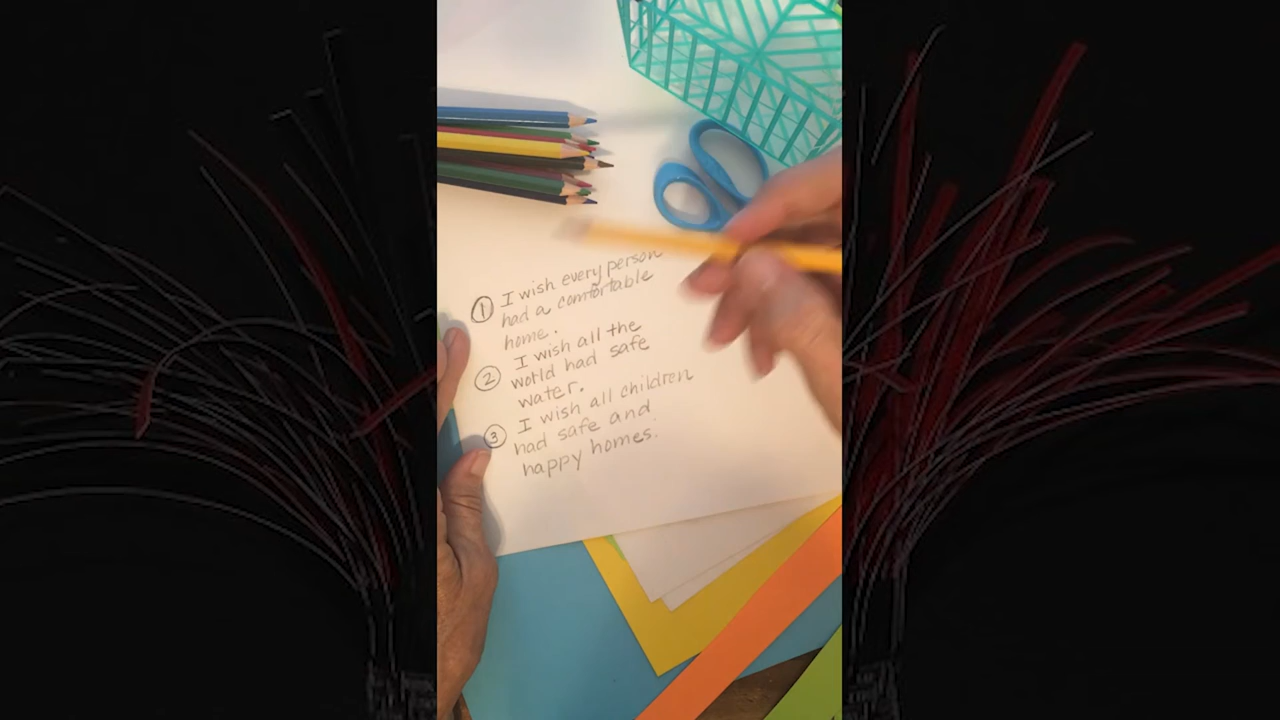 ① I wish every person
had a comfortable
home.
② I wish all the
world had safe
water.
③ I wish all children
had safe and
happy homes.